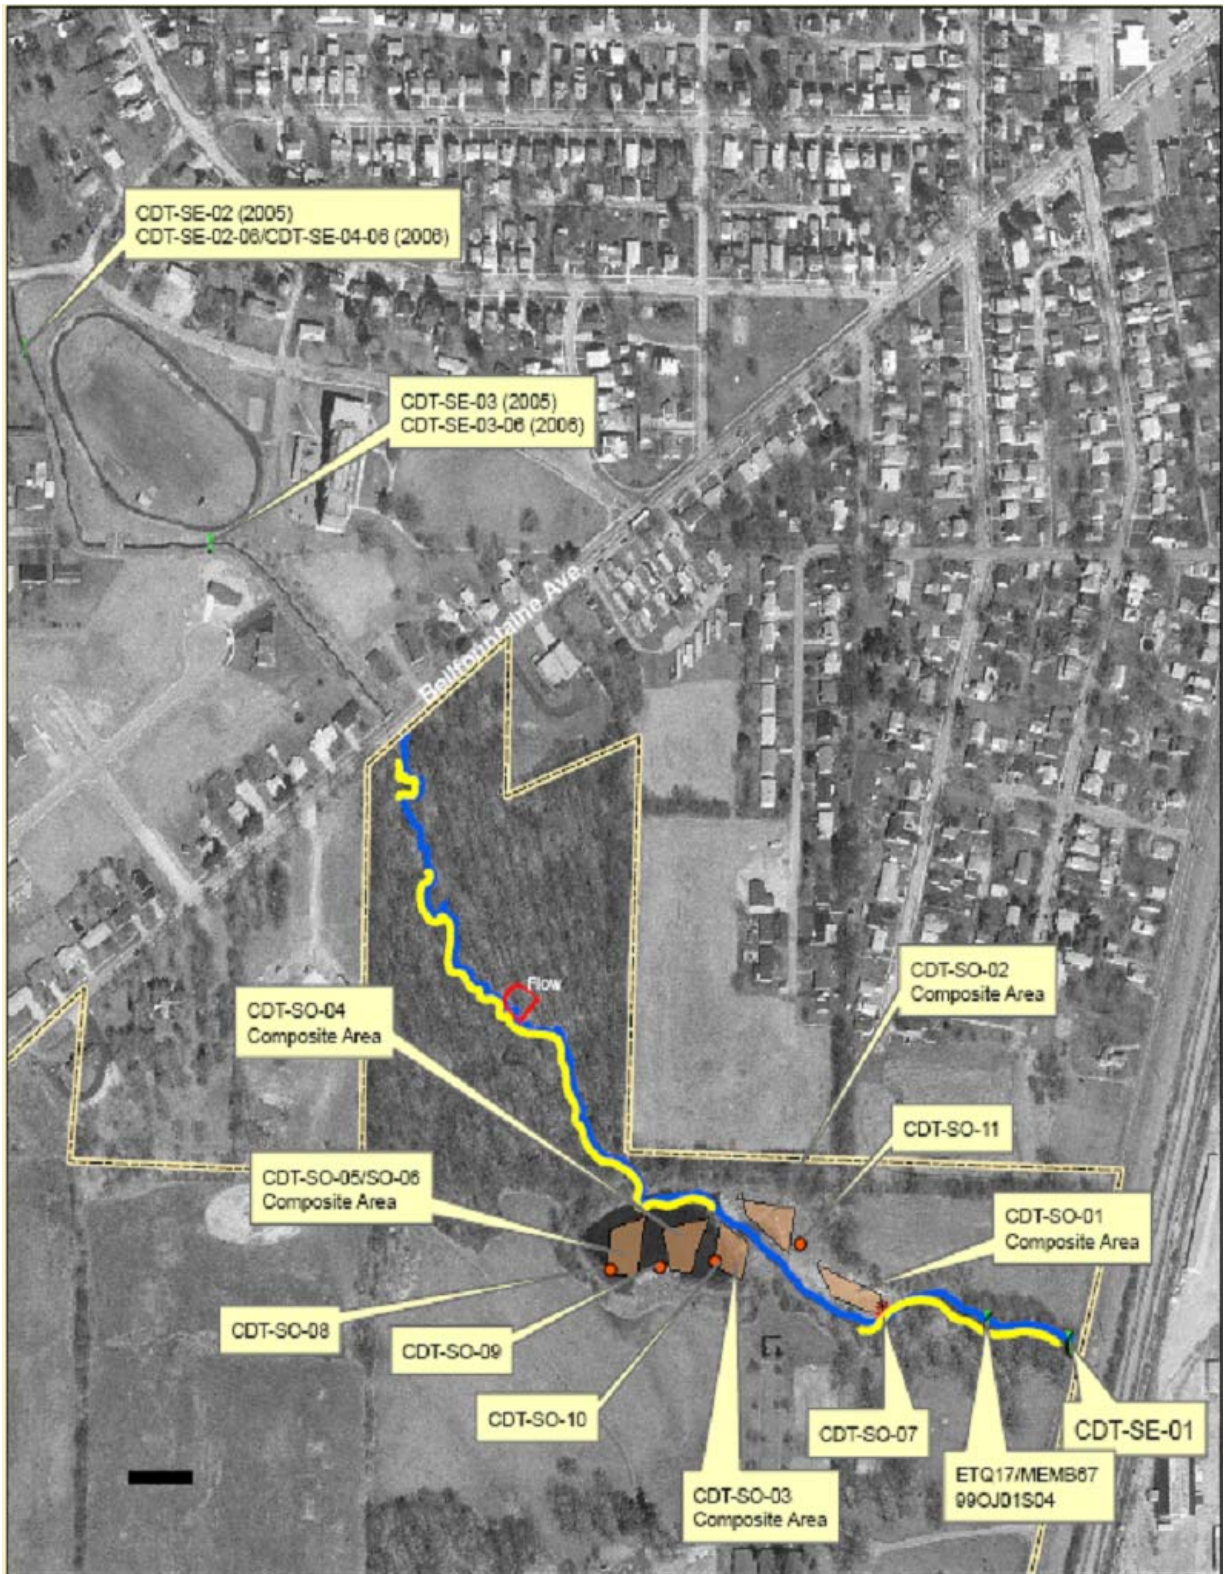 CDT-SE-02 (2005)
CDT-SE-02-06/CDT-SE-04-06 (2006)
CDT-SE-03 (2005)
CDT-SE-03-06 (2006)
Bellfountaine Ave.
Flow
CDT-SO-02
Composite Area
CDT-SO-04
Composite Area
CDT-SO-11
CDT-SO-05/SO-06
Composite Area
CDT-SO-01
Composite Area
CDT-SO-08
CDT-SO-09
CDT-SO-10
CDT-SO-07
CDT-SE-01
ETQ17/MEMB67
99OJ01S04
CDT-SO-03
Composite Area